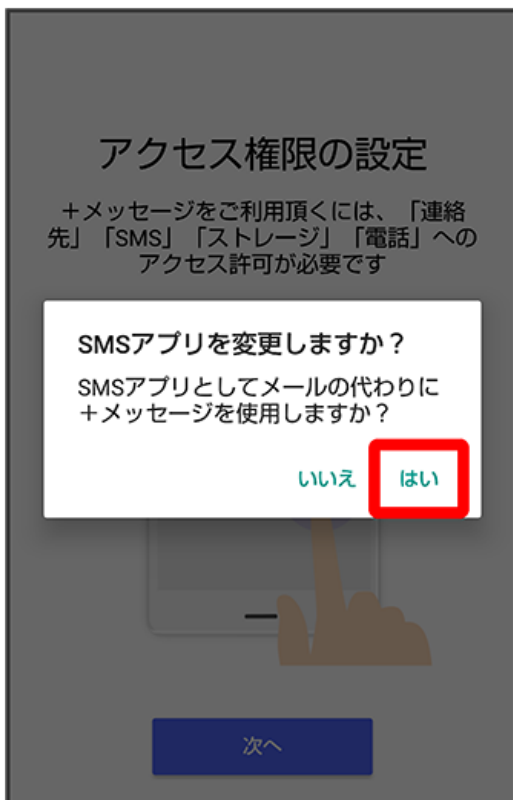 アクセス権限の設定
＋メッセージをご利用頂くには、「連絡
先」「SMS」「ストレージ」「電話」への
アクセス許可が必要です
SMSアプリを変更しますか？
SMSアプリとしてメールの代わりに
＋メッセージを使用しますか？
いいえ はい
次へ